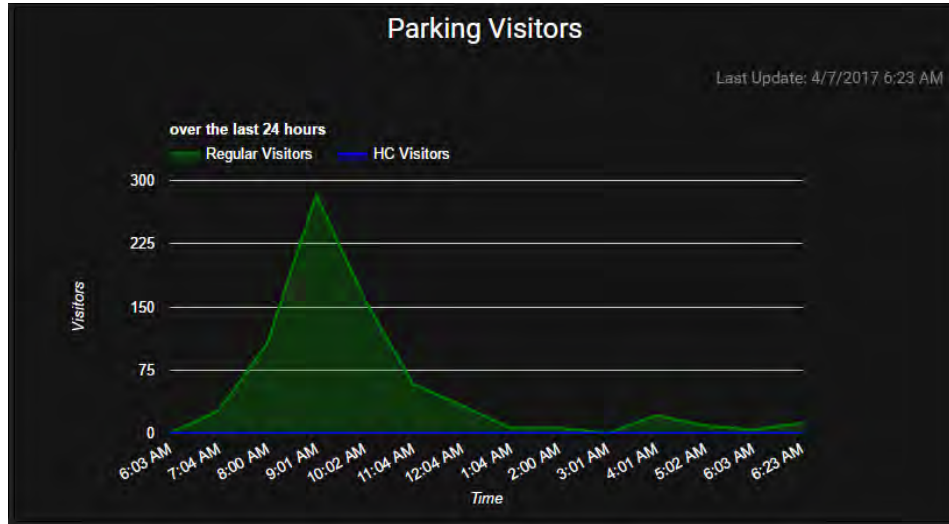 Parking Visitors
Last Update: 4/7/2017 6:23 AM
over the last 24 hours
Regular Visitors HC Visitors
300
225
150
75
0
Visitors
6:03 AM 7:04 AM 8:00 AM 9:01 AM 10:02 AM 11:04 AM 12:04 AM 1:04 AM 2:00 AM 3:01 AM 4:01 AM 5:02 AM 6:03 AM 6:23 AM
Time